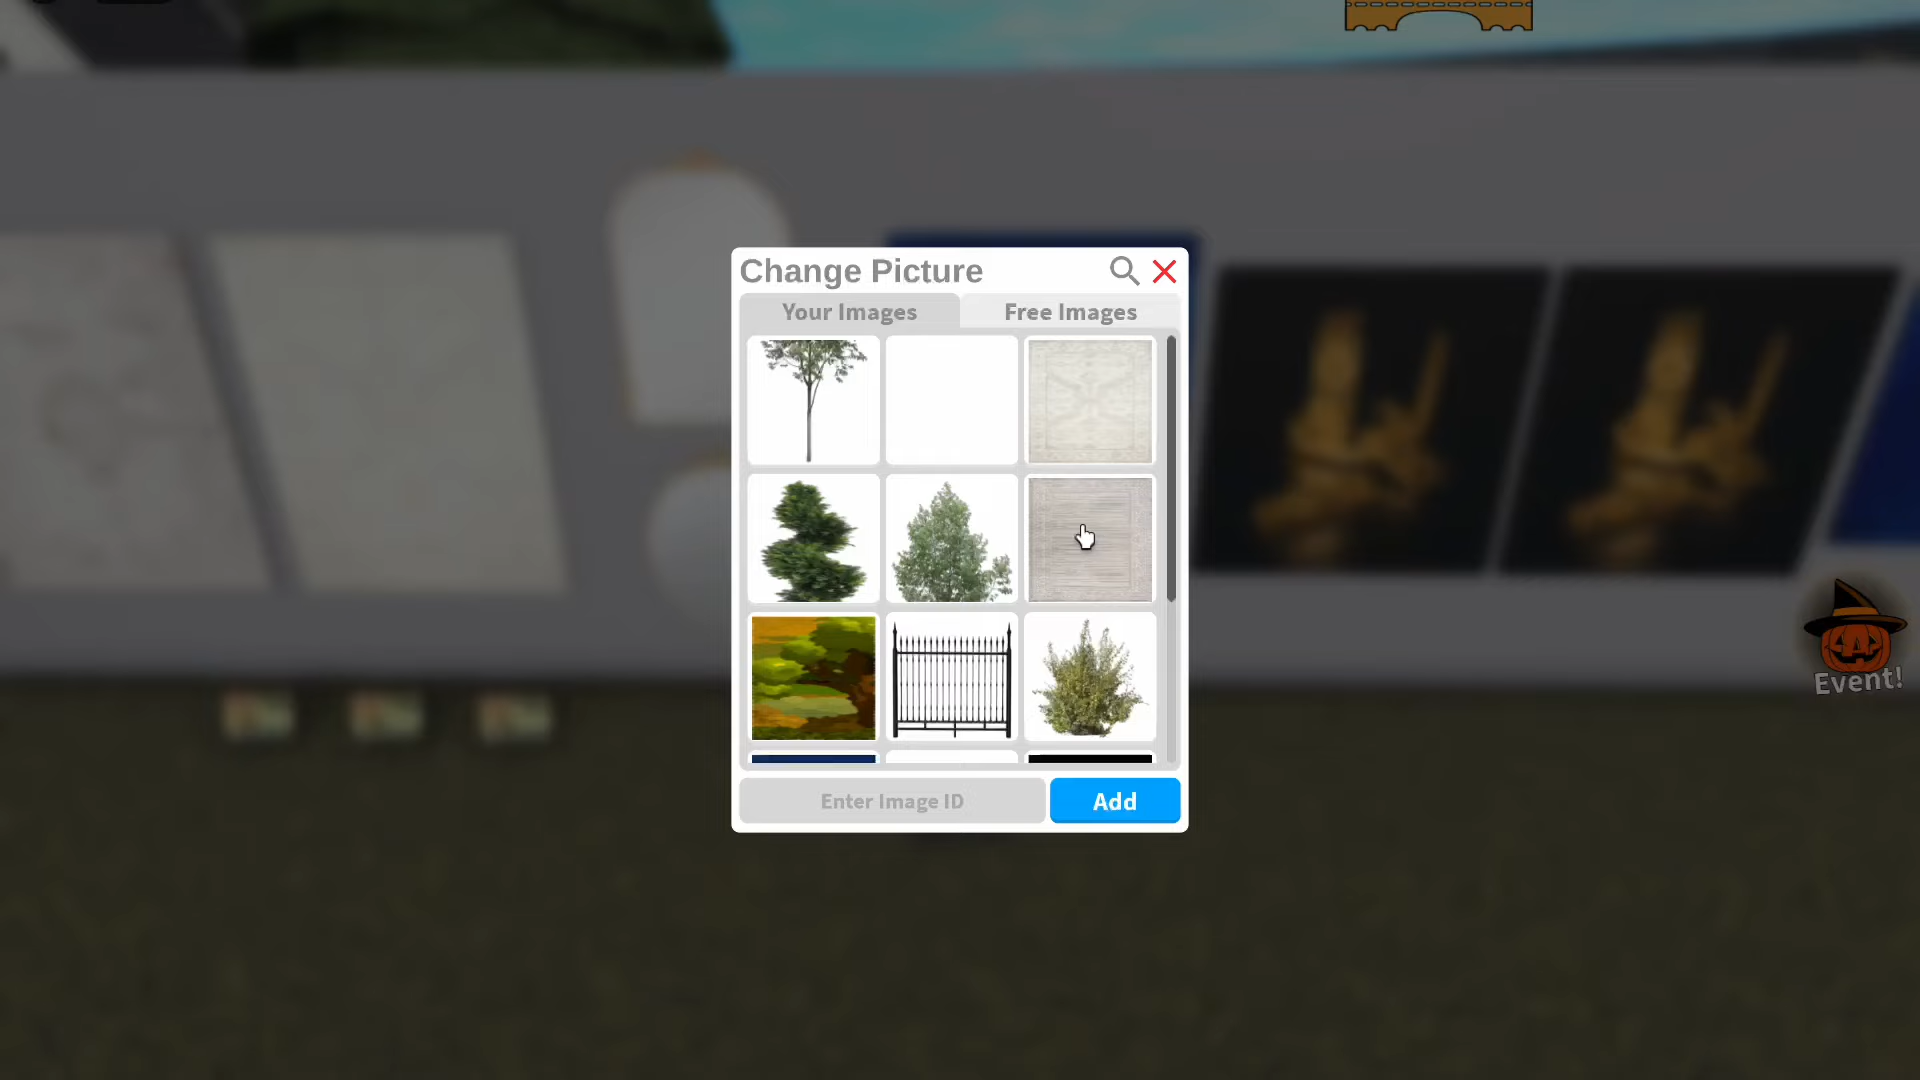 Change Picture
Your Images
Free Images
Event!
Enter Image ID
Add